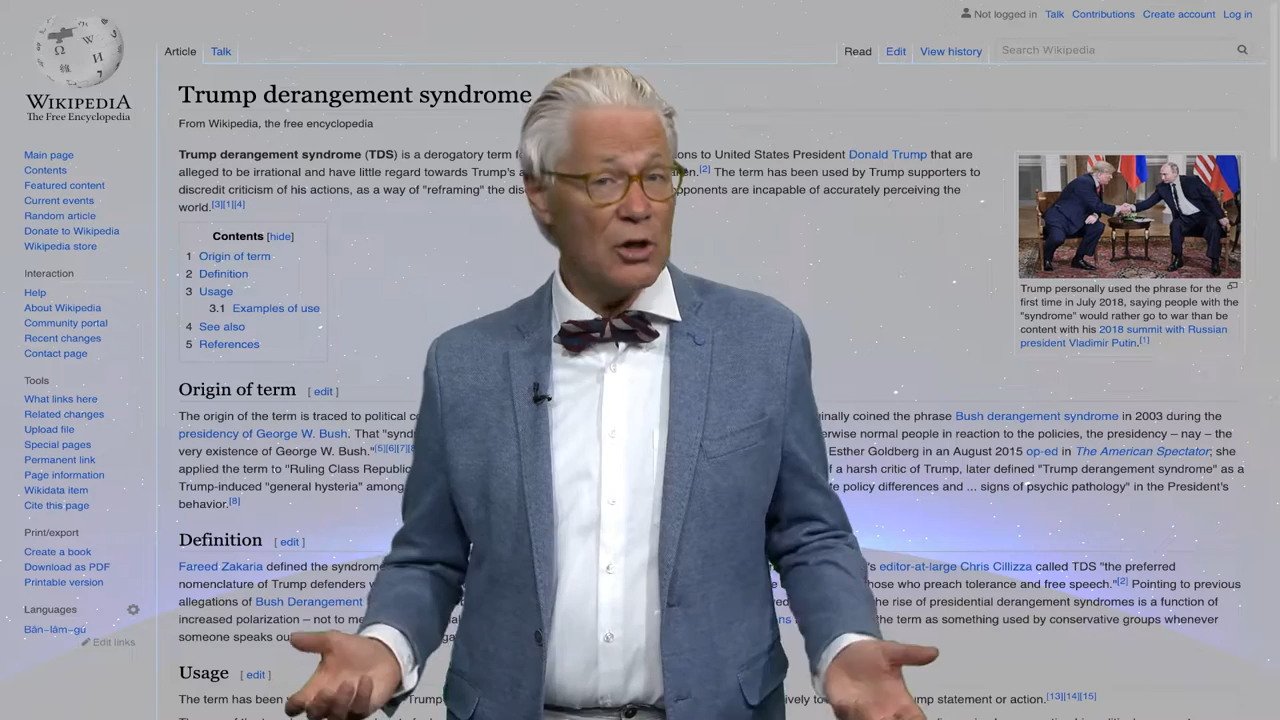 Not logged in Talk Contributions Create account Log in
Article Talk Read Edit View history Search Wikipedia
WIKIPEDIA
The Free Encyclopedia
Trump derangement syndrome
From Wikipedia, the free encyclopedia
Main page
Contents
Featured content
Current events
Random article
Donate to Wikipedia
Wikipedia store
Interaction
Help
About Wikipedia
Community portal
Recent changes
Contact page
Tools
What links here
Related changes
Upload file
Special pages
Permanent link
Page information
Wikidata item
Cite this page
Print/export
Create a book
Download as PDF
Printable version
Languages
Bân-lâm-gú
Edit links
Trump derangement syndrome (TDS) is a derogatory term to United States President Donald Trump that are
alleged to be irrational and have little regard towards Trump's [2] The term has been used by Trump supporters to
discredit criticism of his actions, as a way of "reframing" the are incapable of accurately perceiving the
world.[3][1][4]
Contents [hide]
1 Origin of term
2 Definition
3 Usage
3.1 Examples of use
4 See also
5 References
Trump personally used the phrase for the
first time in July 2018, saying people with the
"syndrome" would rather go to war than be
content with his 2018 summit with Russian
president Vladimir Putin.[1]
Origin of term [ edit ]
The origin of the term is traced to political coined the phrase Bush derangement syndrome in 2003 during the
presidency of George W. Bush. That normal people in reaction to the policies, the presidency – nay – the
very existence of George W. Bush."[5][6][7] Esther Goldberg in an August 2015 op-ed in The American Spectator; she
applied the term to "Ruling Class of a harsh critic of Trump, later defined "Trump derangement syndrome" as a
Trump-induced "general hysteria" policy differences and ... signs of psychic pathology" in the President's
behavior.[8]
Definition [ edit ]
Fareed Zakaria defined the editor-at-large Chris Cillizza called TDS "the preferred
nomenclature of Trump defenders who preach tolerance and free speech."[2] Pointing to previous
allegations of Bush Derangement the rise of presidential derangement syndromes is a function of
increased polarization – not to the term as something used by conservative groups whenever
someone speaks
Usage [ edit ]
The term has been statement or action.[13][14][15]